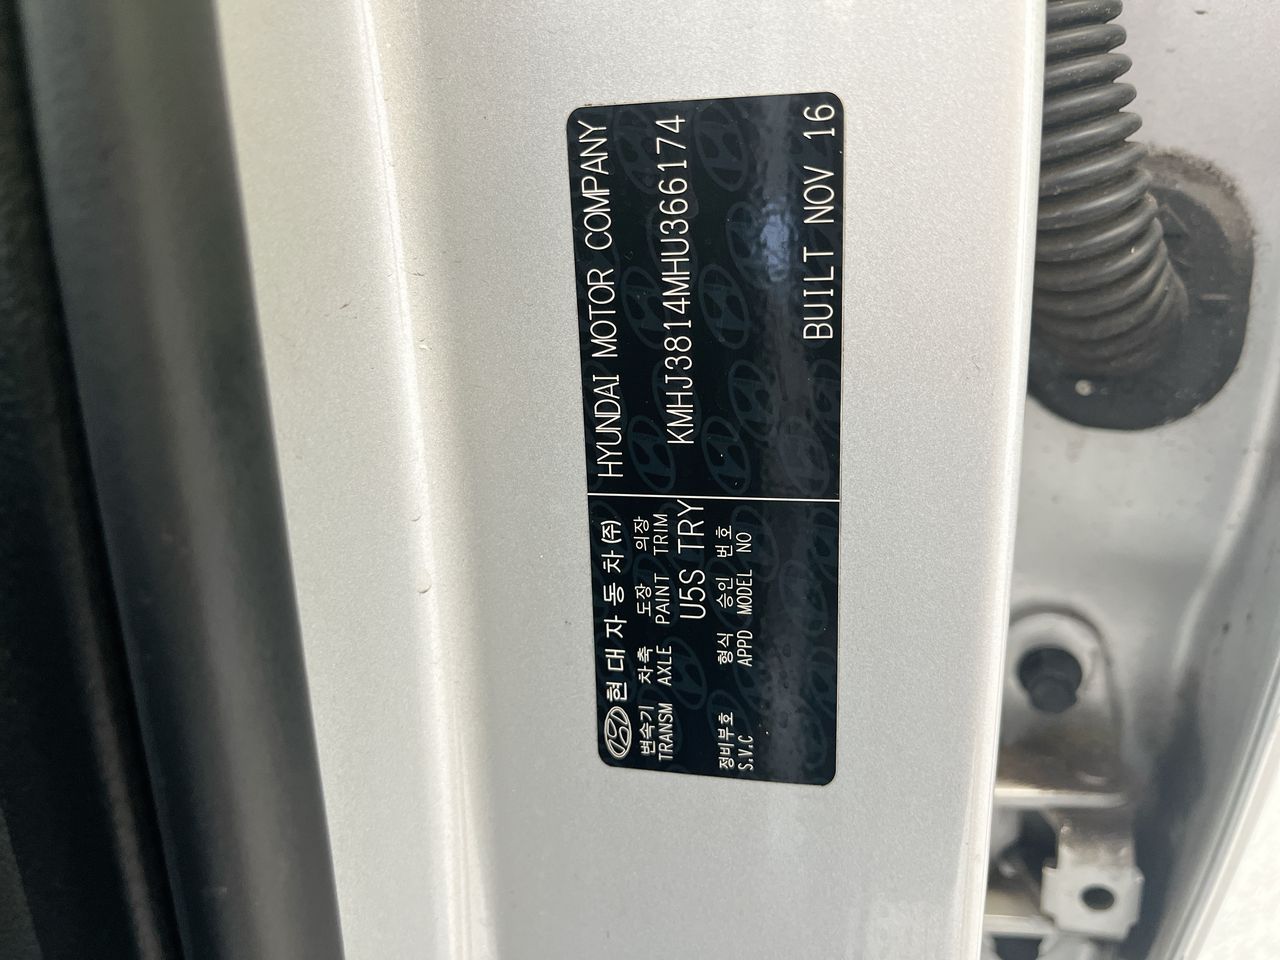 현대자동차(주)
변속기 차축 도장 의장
TRANSM AXLE PAINT TRIM
U5S TRY
형식 승인 번호
APPD MODEL NO
정비부호
S.V.C
HYUNDAI MOTOR COMPANY
KMHJ3814MHU366174
BUILT NOV 16